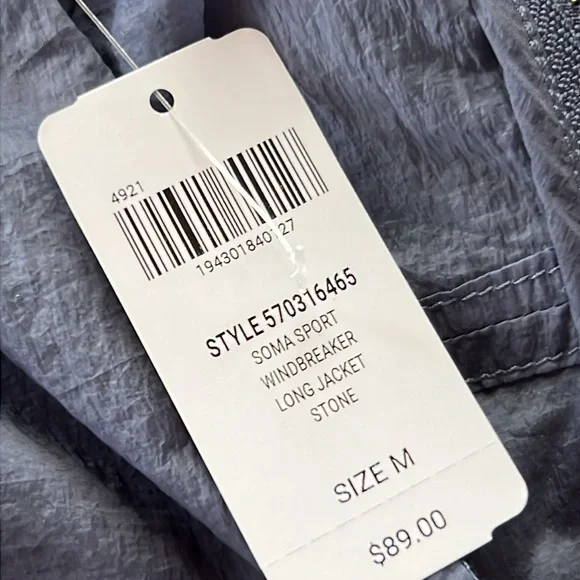 4921
194301840127
STYLE 570316465
SOMA SPORT
WINDBREAKER
LONG JACKET
STONE
SIZE M
$89.00